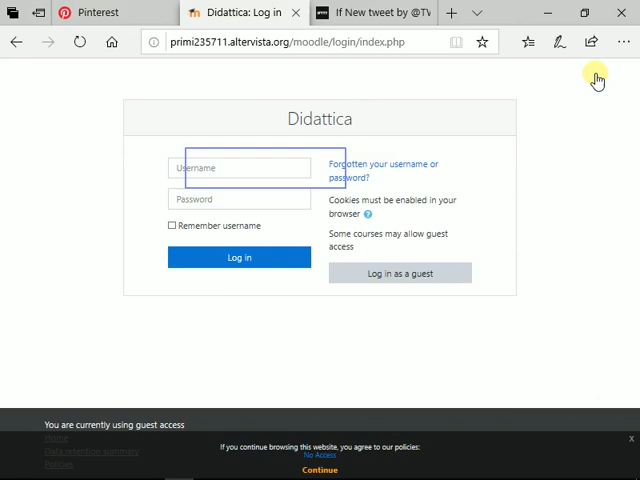 Pinterest
Didattica: Log in
If New tweet by @TW
primi235711.altervista.org/moodle/login/index.php
Didattica
Username
Password
Remember username
Log in
Forgotten your username or
password?
Cookies must be enabled in your
browser
Some courses may allow guest
access
Log in as a guest
You are currently using guest access
Home
Data retention summary
Policies
If you continue browsing this website, you agree to our policies:
No Access
Continue
x